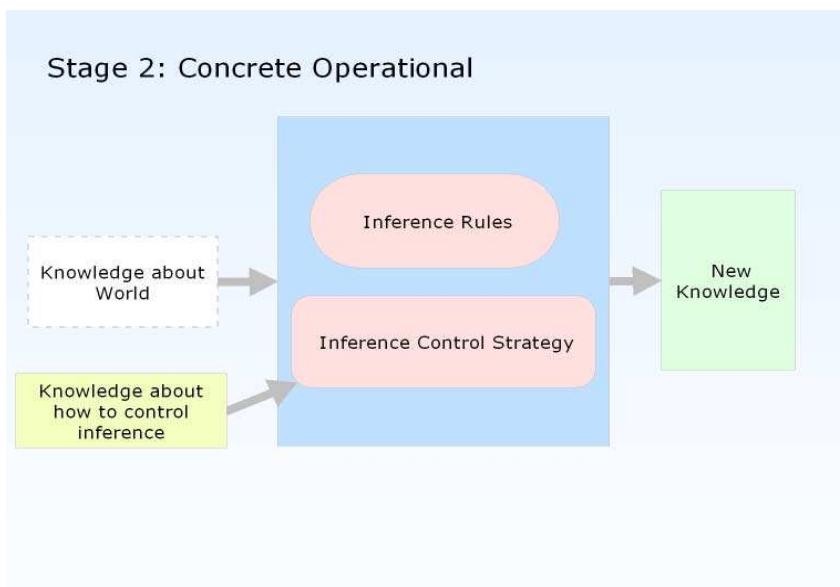 Stage 2: Concrete Operational
Inference Rules
Knowledge about
World
New
Knowledge
Inference Control Strategy
Knowledge about
how to control
inference